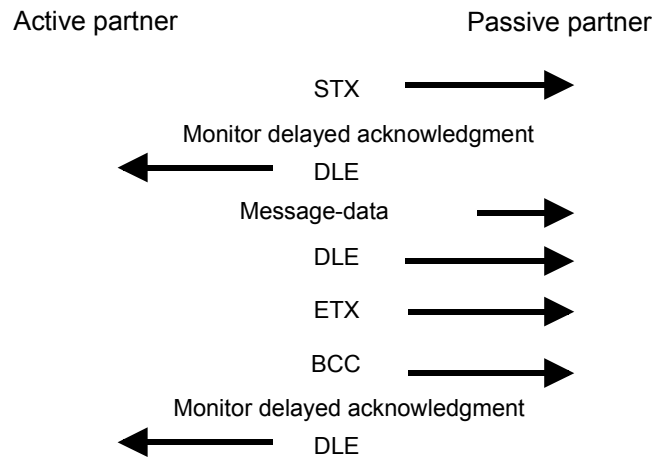 Active partner Passive partner
STX
Monitor delayed acknowledgment
DLE
Message-data
DLE
ETX
BCC
Monitor delayed acknowledgment
DLE